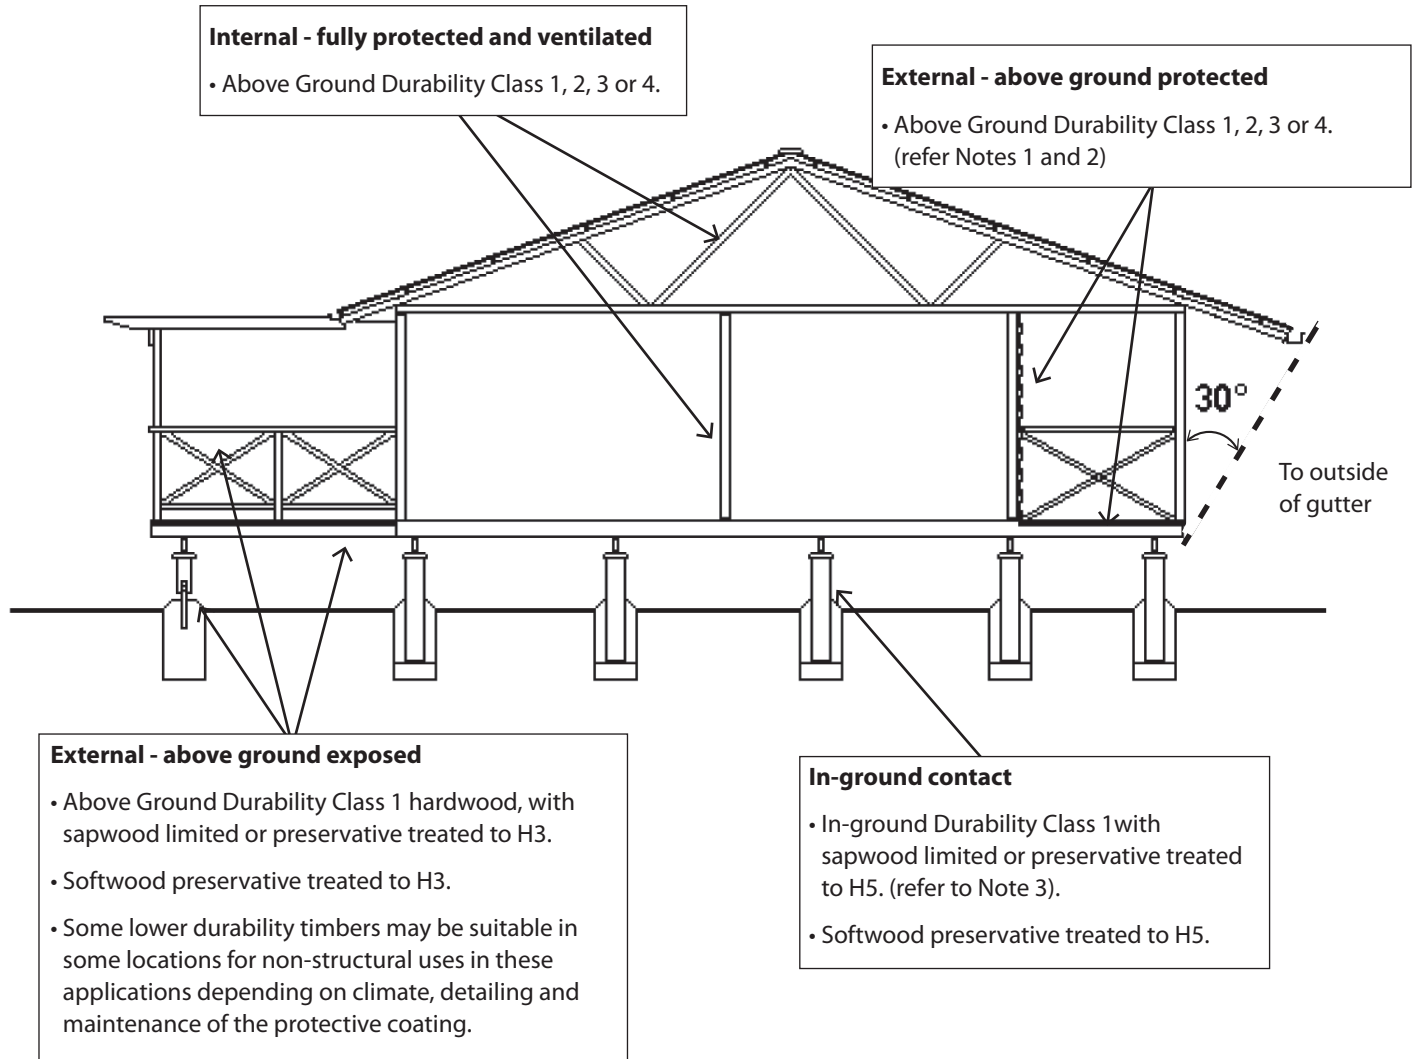 Internal - fully protected and ventilated
• Above Ground Durability Class 1, 2, 3 or 4.
External - above ground protected
• Above Ground Durability Class 1, 2, 3 or 4.
(refer Notes 1 and 2)
30°
To outside
of gutter
External - above ground exposed
• Above Ground Durability Class 1 hardwood, with
sapwood limited or preservative treated to H3.
• Softwood preservative treated to H3.
• Some lower durability timbers may be suitable in
some locations for non-structural uses in these
applications depending on climate, detailing and
maintenance of the protective coating.
In-ground contact
• In-ground Durability Class 1with
sapwood limited or preservative treated
to H5. (refer to Note 3).
• Softwood preservative treated to H5.